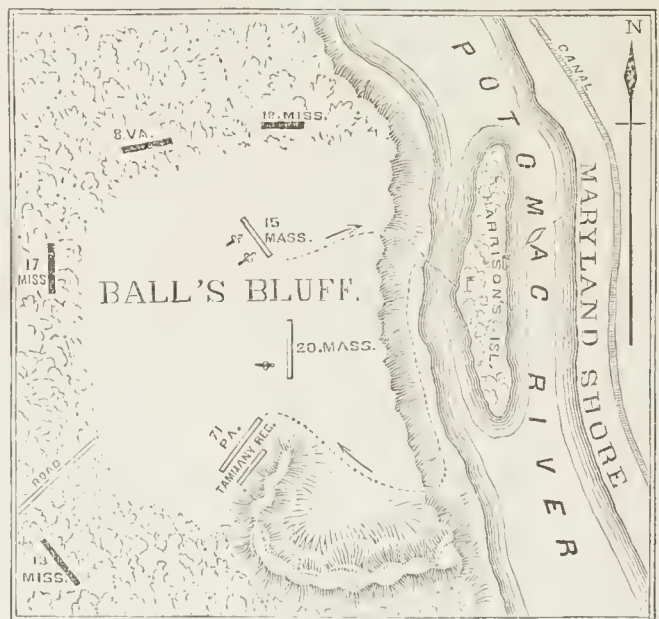 N
CANAL
POTOMAC RIVER
18. MISS.
8. VA.
15
MASS.
MARYLAND SHORE
HARRISONS ISL.
17
MISS.
BALL'S BLUFF.
20. MASS.
71
PA.
TAMMANY REG.
ROAD
13
MISS.